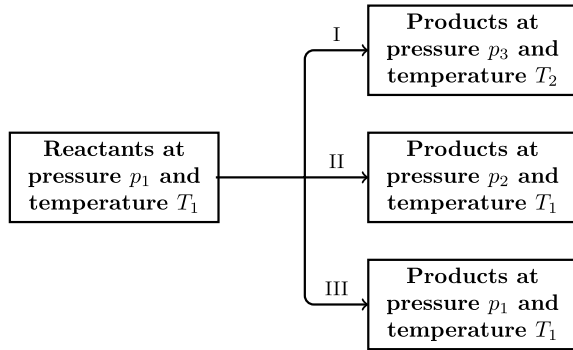 I
Products at
pressure p₃ and
temperature T₂
Reactants at
pressure p₁ and
temperature T₁
II
Products at
pressure p₂ and
temperature T₁
III
Products at
pressure p₁ and
temperature T₁